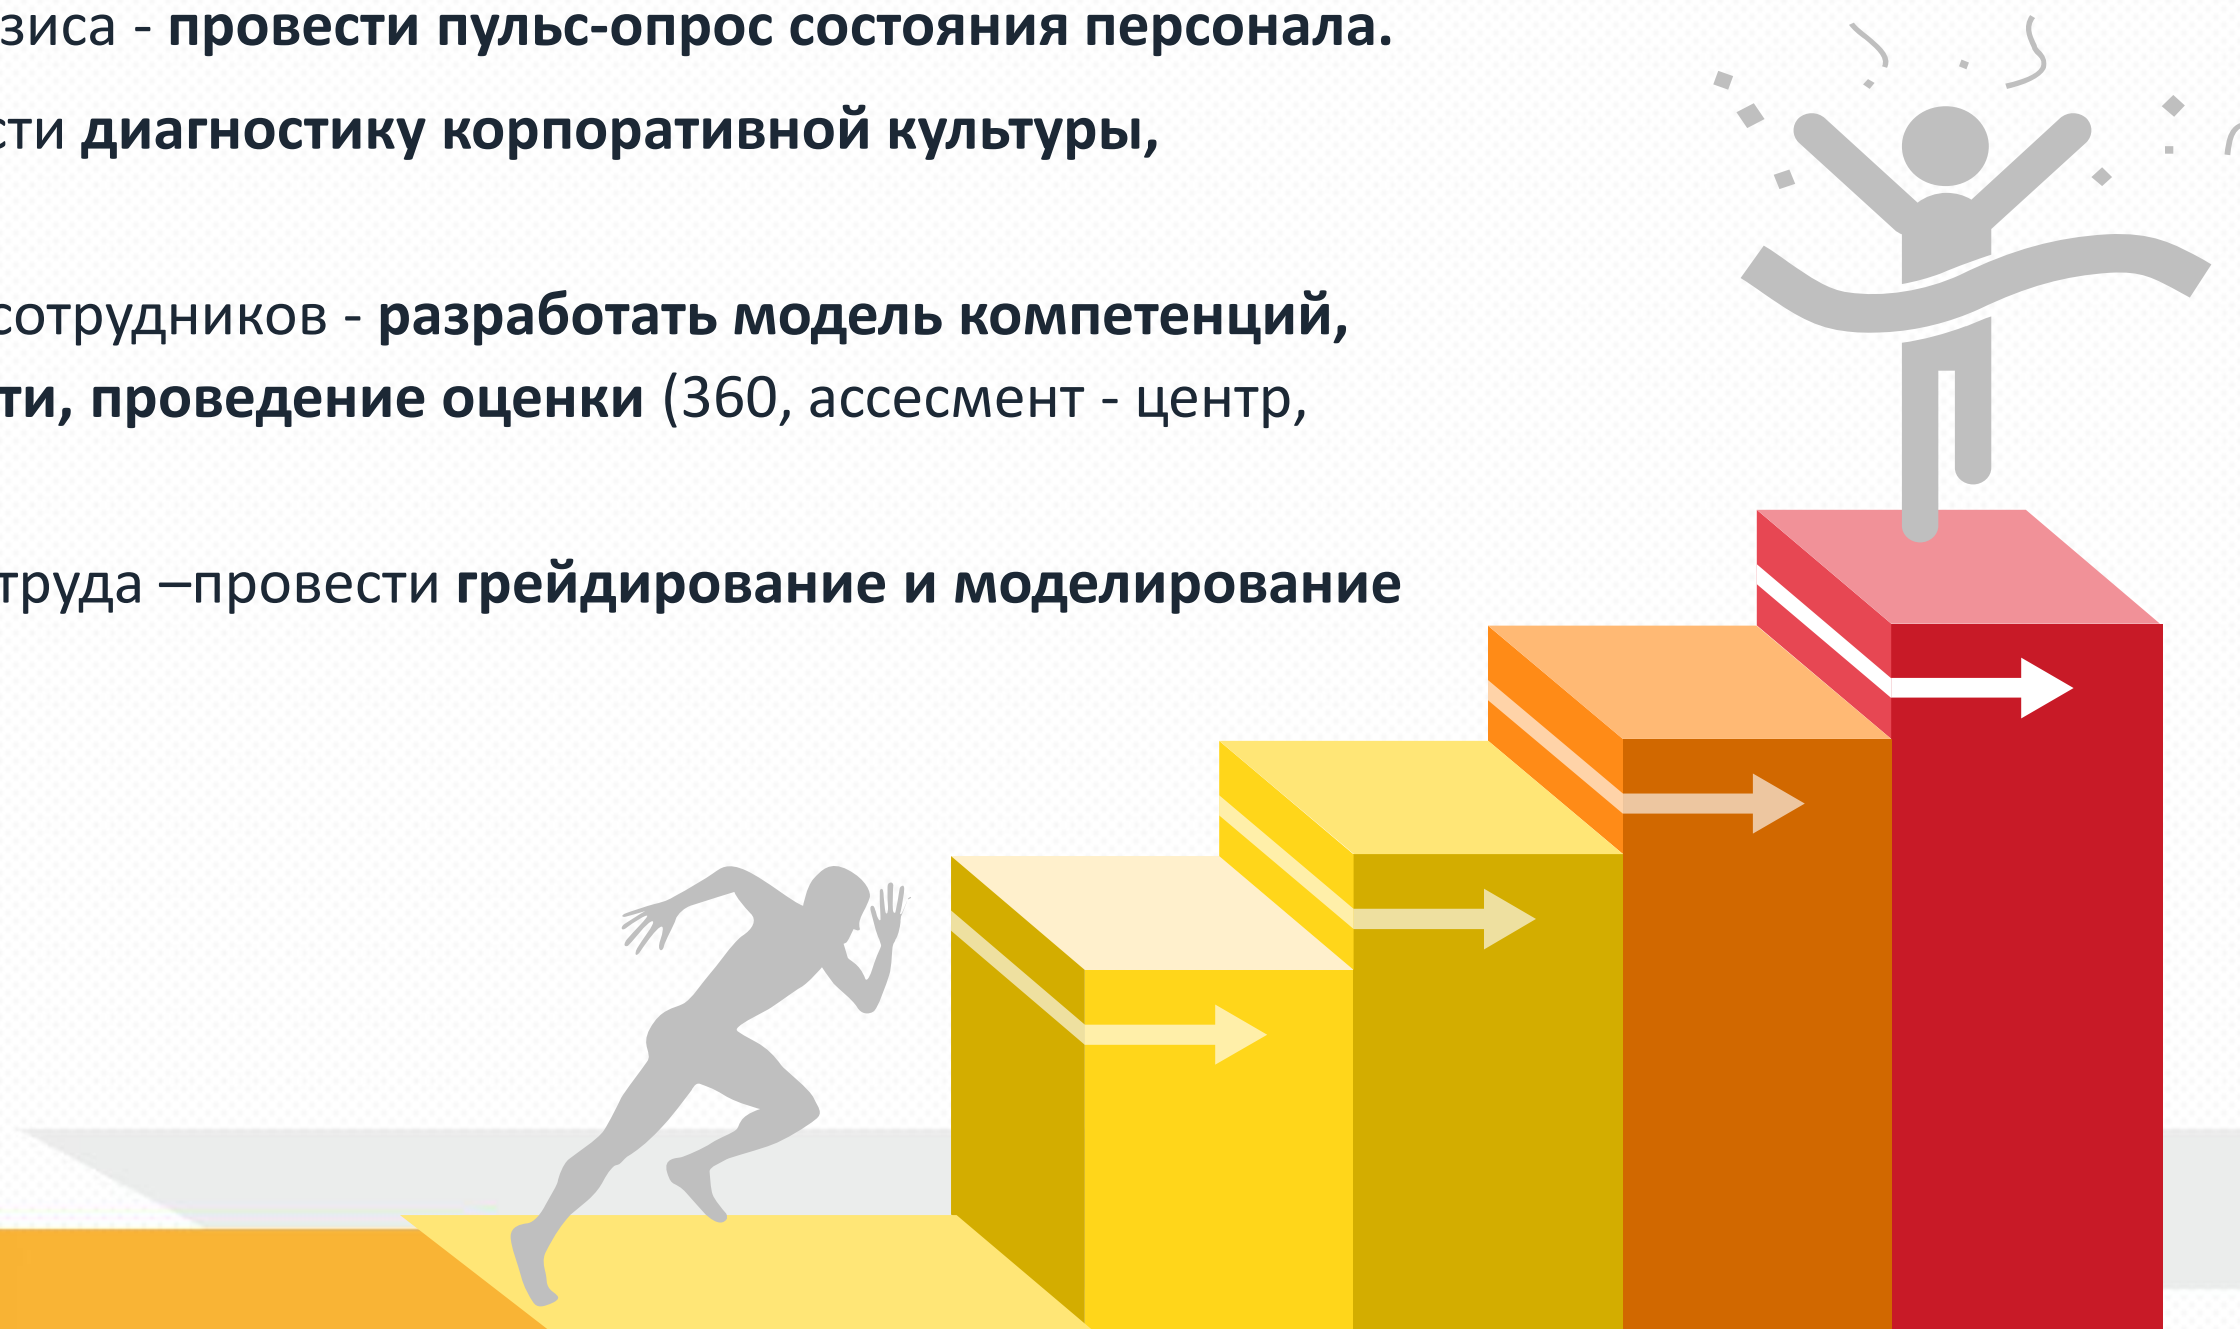 зиса - провести пульс-опрос состояния персонала.
сти диагностику корпоративной культуры,
сотрудников - разработать модель компетенций,
ти, проведение оценки (360, ассесмент - центр,
труда –провести грейдирование и моделирование